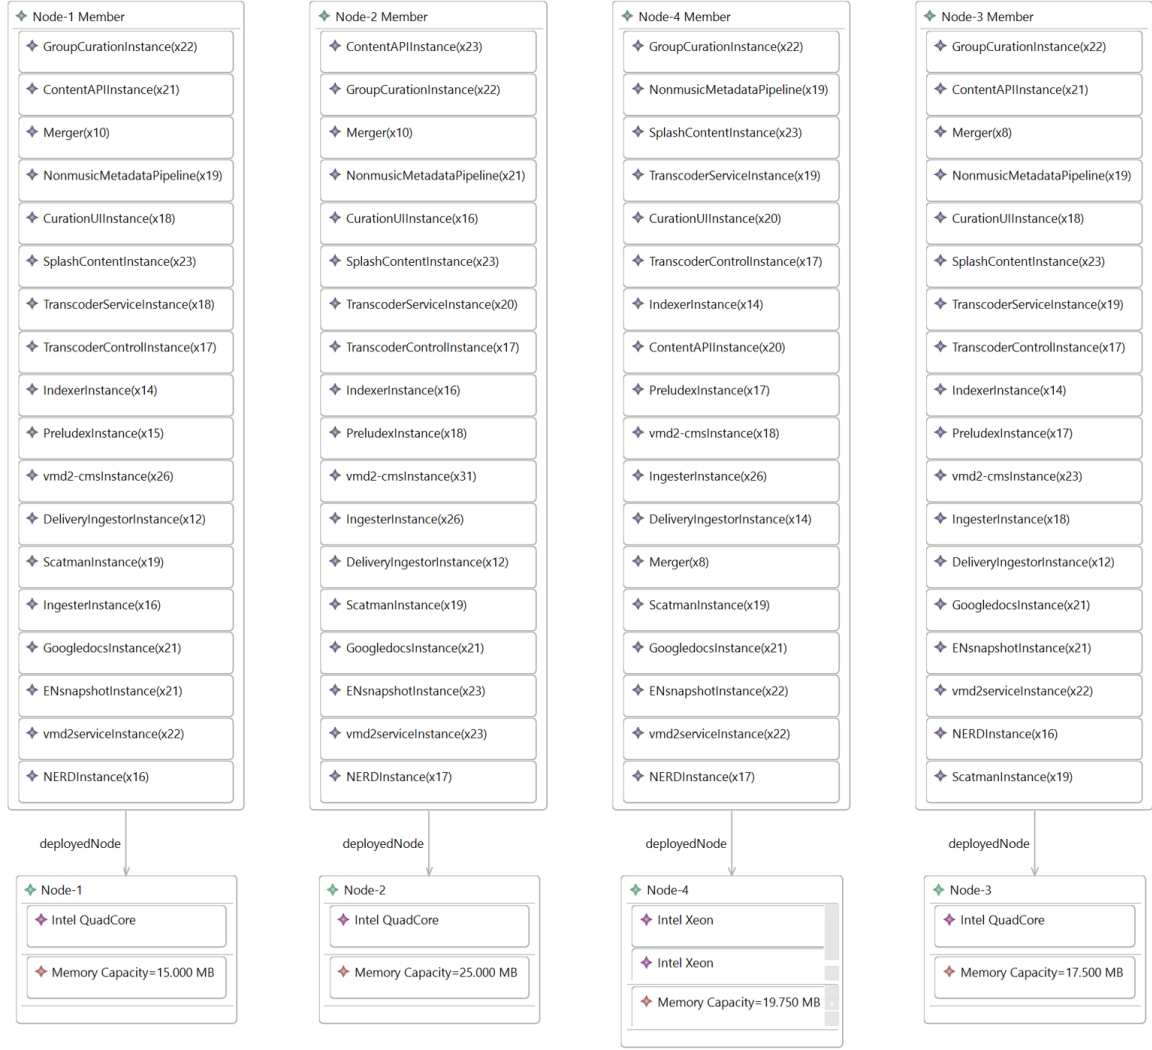 Node-1 Member
GroupCurationInstance(x22)
ContentAPIInstance(x21)
Merger(x10)
NonmusicMetadataPipeline(x19)
CurationUIInstance(x18)
SplashContentInstance(x23)
TranscoderServiceInstance(x18)
TranscoderControlInstance(x17)
IndexerInstance(x14)
PreludexInstance(x15)
vmd2-cmsInstance(x26)
DeliveryIngestorInstance(x12)
ScatmanInstance(x19)
IngesterInstance(x16)
GoogledocsInstance(x21)
ENsnapshotInstance(x21)
vmd2serviceInstance(x22)
NERDInstance(x16)
deployedNode
Node-1
Intel QuadCore
Memory Capacity=15.000 MB
Node-2 Member
ContentAPIInstance(x23)
GroupCurationInstance(x22)
Merger(x10)
NonmusicMetadataPipeline(x21)
CurationUIInstance(x16)
SplashContentInstance(x23)
TranscoderServiceInstance(x20)
TranscoderControlInstance(x17)
IndexerInstance(x16)
PreludexInstance(x18)
vmd2-cmsInstance(x31)
IngesterInstance(x26)
DeliveryIngestorInstance(x12)
ScatmanInstance(x19)
GoogledocsInstance(x21)
ENsnapshotInstance(x23)
vmd2serviceInstance(x23)
NERDInstance(x17)
deployedNode
Node-2
Intel QuadCore
Memory Capacity=25.000 MB
Node-4 Member
GroupCurationInstance(x22)
NonmusicMetadataPipeline(x19)
SplashContentInstance(x23)
TranscoderServiceInstance(x19)
CurationUIInstance(x20)
TranscoderControlInstance(x17)
IndexerInstance(x14)
ContentAPIInstance(x20)
PreludexInstance(x17)
vmd2-cmsInstance(x18)
IngesterInstance(x26)
DeliveryIngestorInstance(x14)
Merger(x8)
ScatmanInstance(x19)
GoogledocsInstance(x21)
ENsnapshotInstance(x22)
vmd2serviceInstance(x22)
NERDInstance(x17)
deployedNode
Node-4
Intel Xeon
Intel Xeon
Memory Capacity=19.750 MB
Node-3 Member
GroupCurationInstance(x22)
ContentAPIInstance(x21)
Merger(x8)
NonmusicMetadataPipeline(x19)
CurationUIInstance(x18)
SplashContentInstance(x23)
TranscoderServiceInstance(x19)
TranscoderControlInstance(x17)
IndexerInstance(x14)
PreludexInstance(x17)
vmd2-cmsInstance(x23)
IngesterInstance(x18)
DeliveryIngestorInstance(x12)
GoogledocsInstance(x21)
ENsnapshotInstance(x21)
vmd2serviceInstance(x22)
NERDInstance(x16)
ScatmanInstance(x19)
deployedNode
Node-3
Intel QuadCore
Memory Capacity=17.500 MB